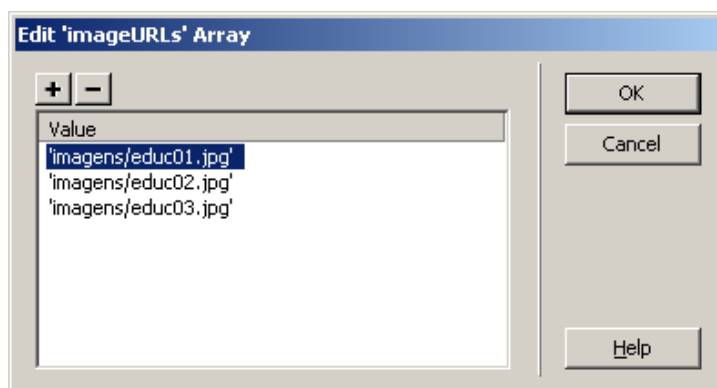 Edit 'imageURLs' Array
+ −
OK
Value
Cancel
'imagens/educ01.jpg'
'imagens/educ02.jpg'
'imagens/educ03.jpg'
Help